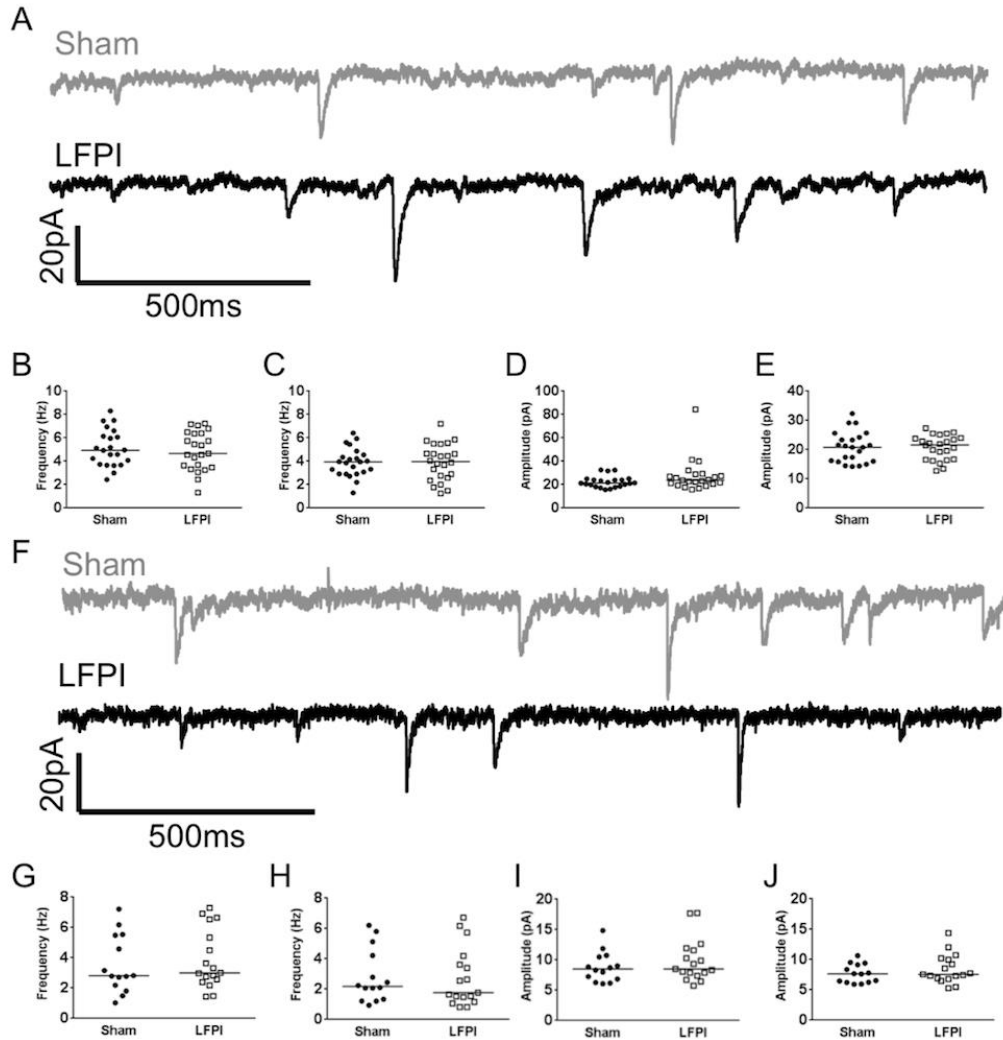 A
Sham
LFPI
20pA
500ms
B
Frequency (Hz)
10
8
6
4
2
0
Sham LFPI
C
Frequency (Hz)
10
8
6
4
2
0
Sham LFPI
D
Amplitude (pA)
100
80
60
40
20
0
Sham LFPI
E
Amplitude (pA)
40
30
20
10
0
Sham LFPI
F
Sham
LFPI
20pA
500ms
G
Frequency (Hz)
8
6
4
2
0
Sham LFPI
H
Frequency (Hz)
8
6
4
2
0
Sham LFPI
I
Amplitude (pA)
20
15
10
5
0
Sham LFPI
J
Amplitude (pA)
20
15
10
5
0
Sham LFPI